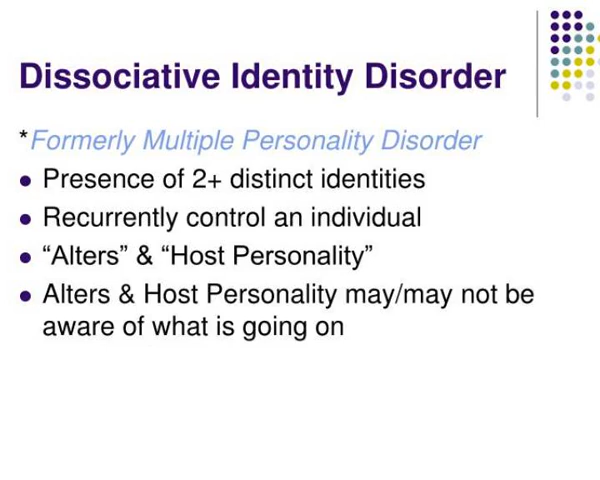 Dissociative Identity Disorder
*Formerly Multiple Personality Disorder
● Presence of 2+ distinct identities
● Recurrently control an individual
● “Alters” & “Host Personality”
● Alters & Host Personality may/may not be
aware of what is going on